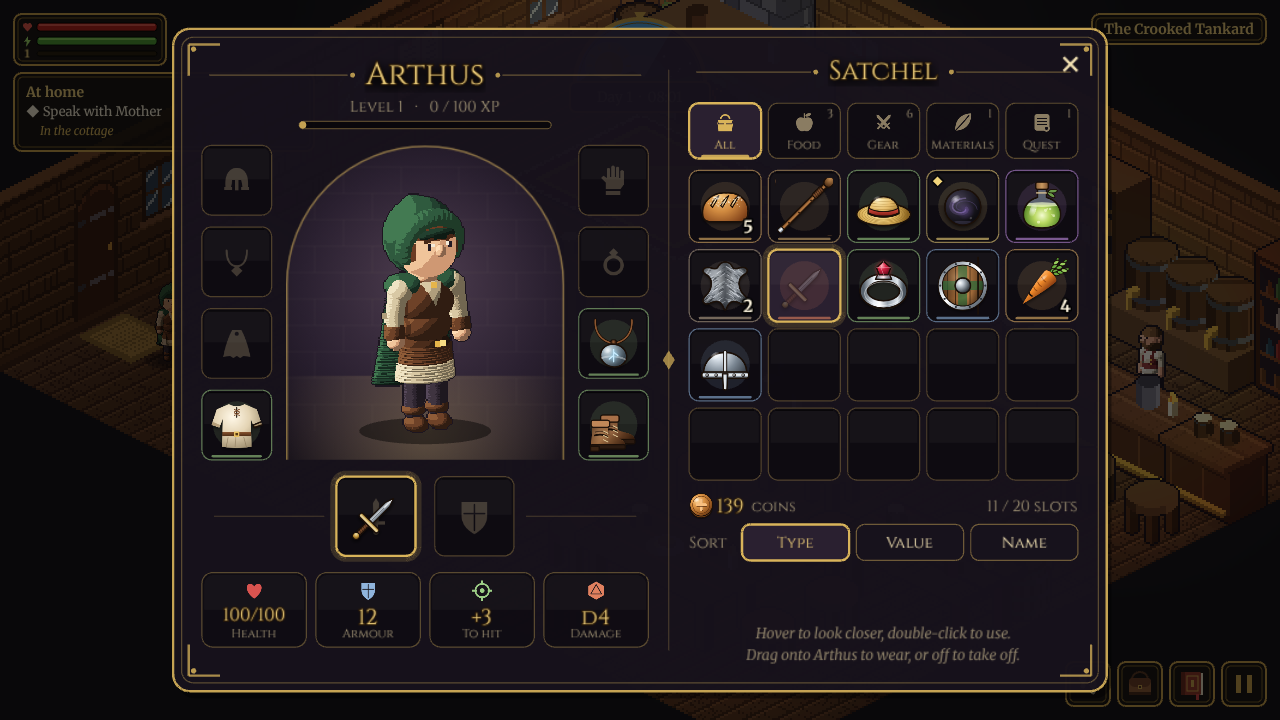 1
At home
Speak with Mother
In the cottage
The Crooked Tankard
ARTHUS
LEVEL 1 · 0 / 100 XP
100/100
HEALTH
12
ARMOUR
+3
TO HIT
D4
DAMAGE
SATCHEL
ALL
3
FOOD
6
GEAR
1
MATERIALS
1
QUEST
5
2
4
139 COINS
11 / 20 SLOTS
SORT
TYPE
VALUE
NAME
Hover to look closer, double-click to use.
Drag onto Arthus to wear, or off to take off.